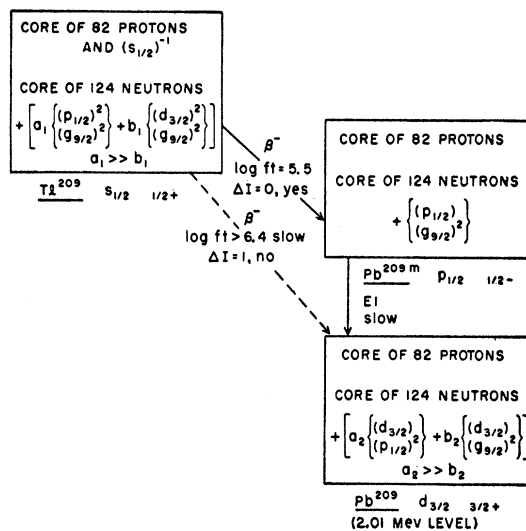 CORE OF 82 PROTONS
AND (s₁/₂)⁻¹
CORE OF 124 NEUTRONS
+ [a₁ {(p₁/₂)² (g₉/₂)²} + b₁ {(d₃/₂)² (g₉/₂)²}]
a₁ >> b₁
Tl²⁰⁹ s₁/₂ 1/2+
β⁻
log ft = 5.5
ΔI = 0, yes
β⁻
log ft > 6.4 slow
ΔI = 1, no
CORE OF 82 PROTONS
CORE OF 124 NEUTRONS
+ {(p₁/₂) (g₉/₂)²}
Pb²⁰⁹ᵐ p₁/₂ 1/2-
E1
slow
CORE OF 82 PROTONS
CORE OF 124 NEUTRONS
+ [a₂ {(d₃/₂) (p₁/₂)²} + b₂ {(d₃/₂) (g₉/₂)²}]
a₂ >> b₂
Pb²⁰⁹ d₃/₂ 3/2+
(2.01 MeV LEVEL)